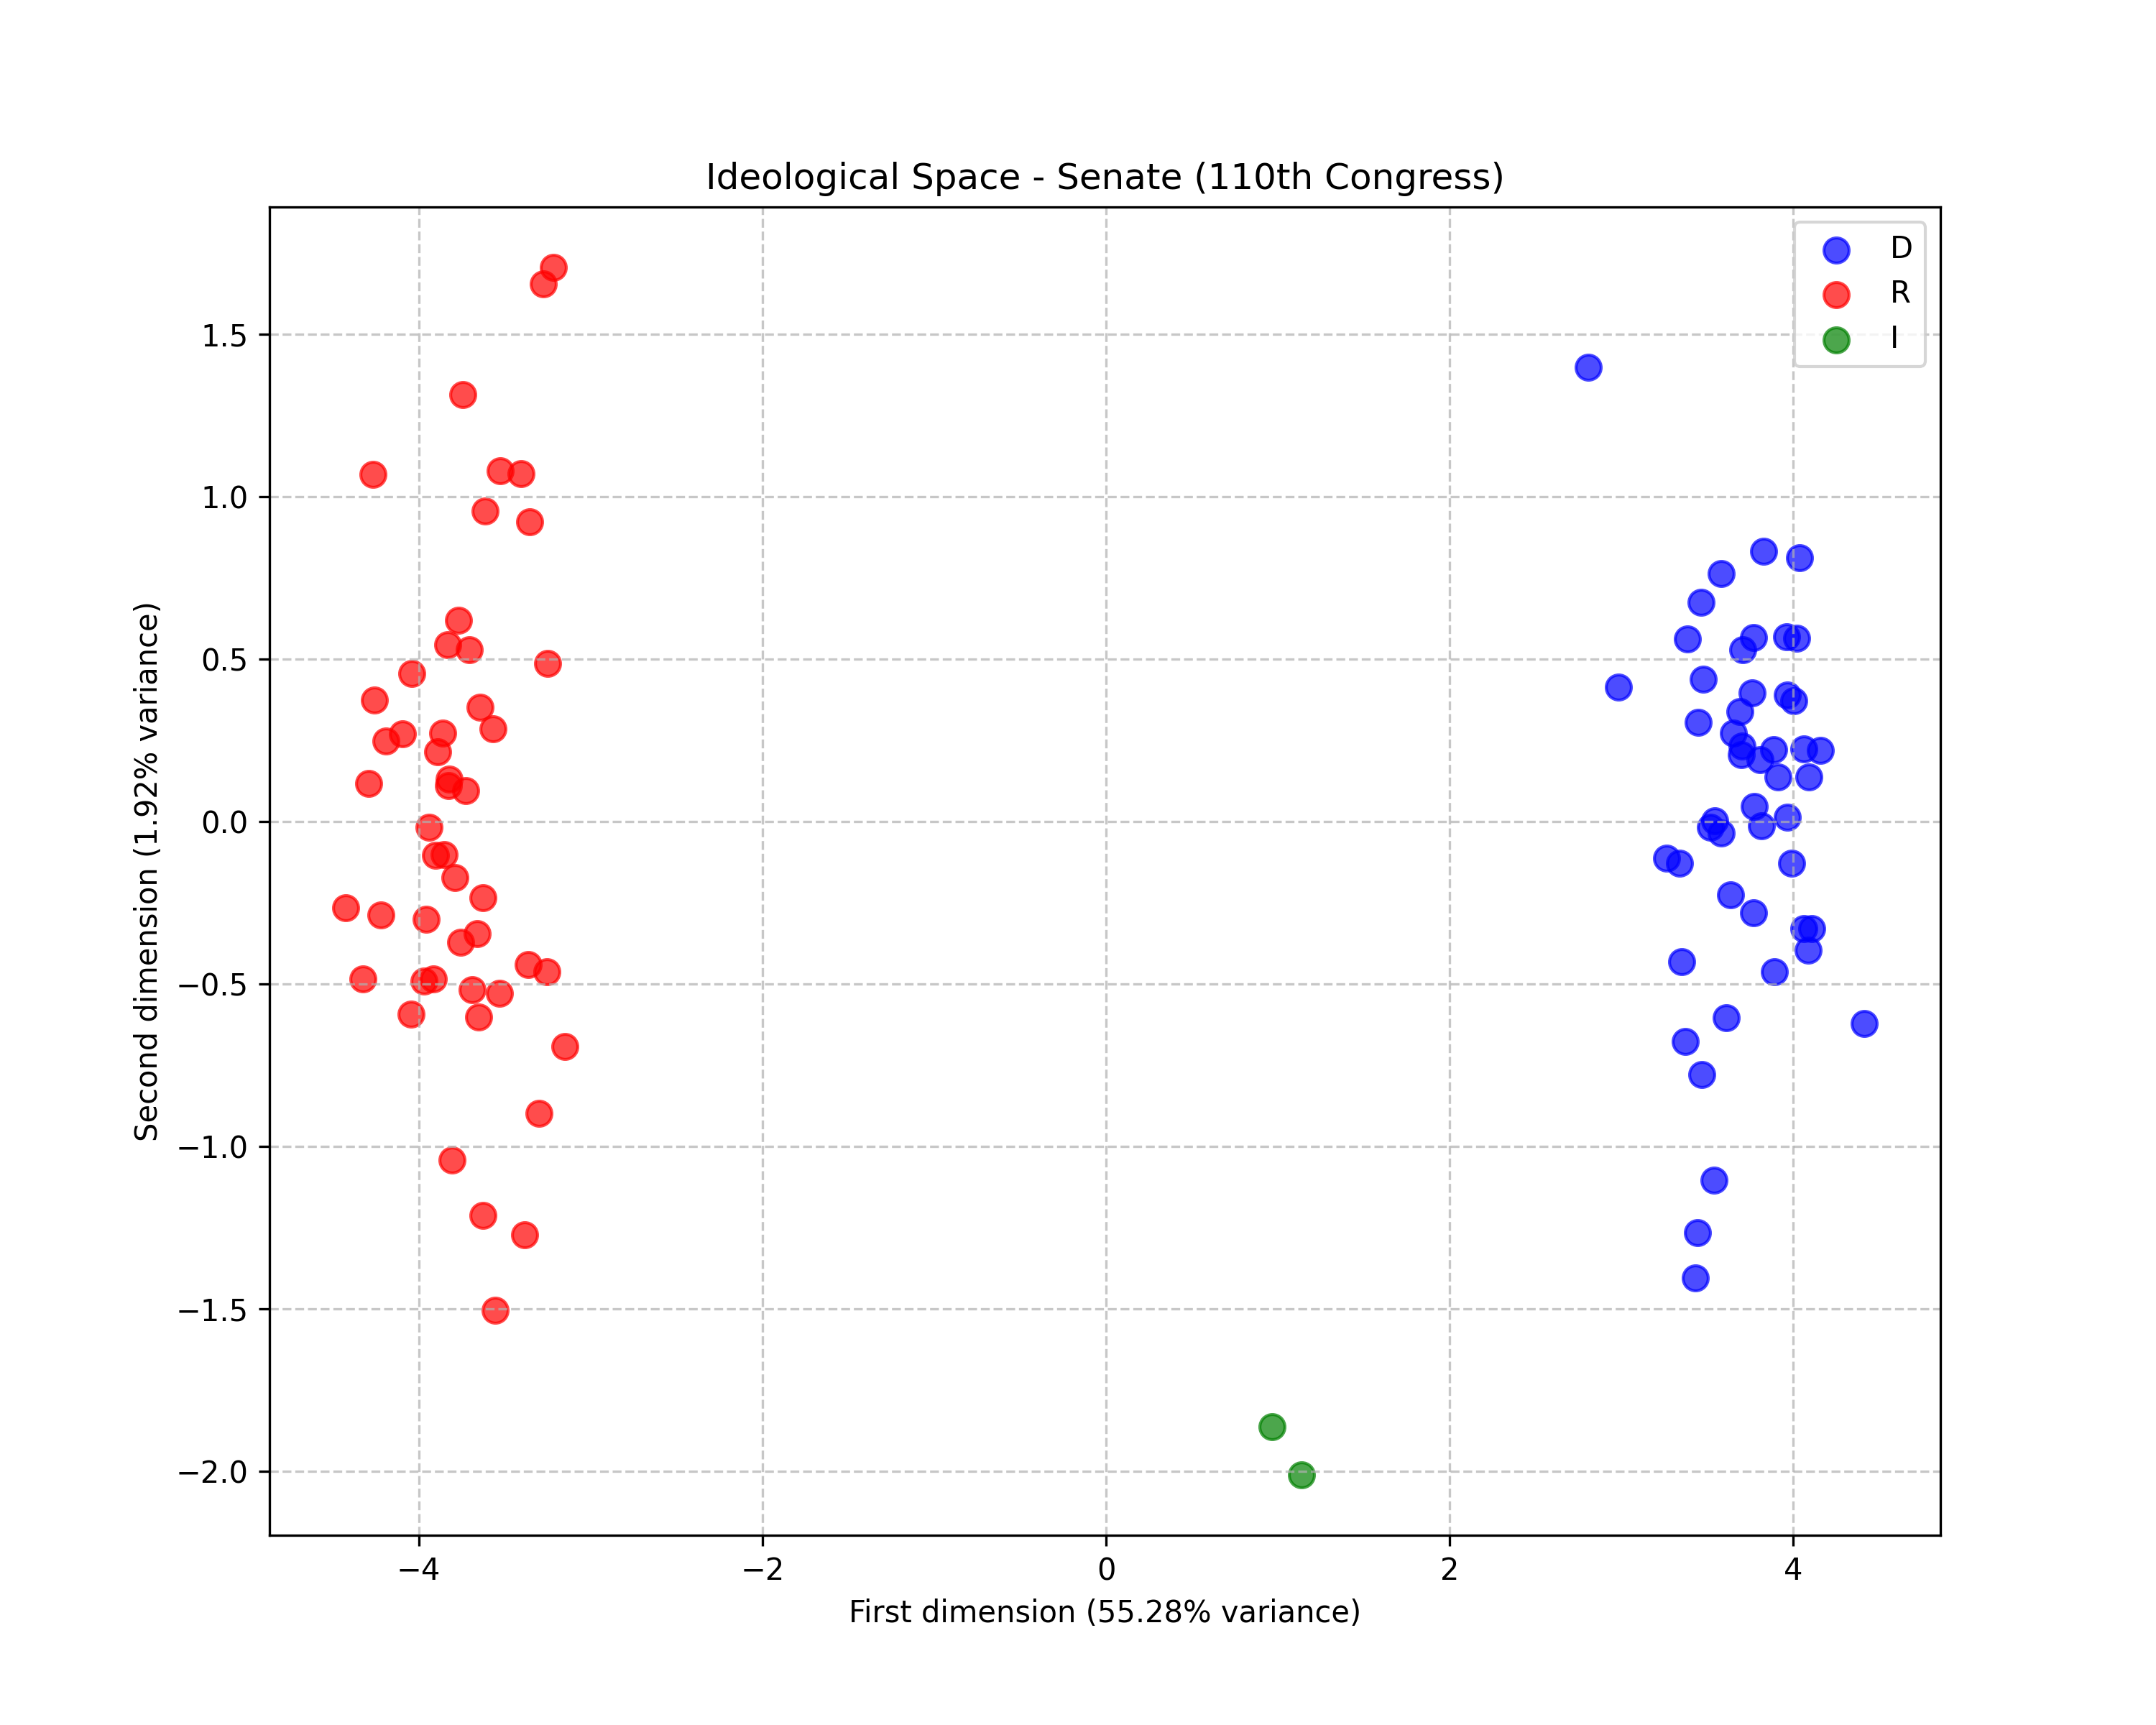 Ideological Space - Senate (110th Congress)
D
R
I
1.5
1.0
0.5
0.0
−0.5
−1.0
−1.5
−2.0
Second dimension (1.92% variance)
−4
−2
0
2
4
First dimension (55.28% variance)